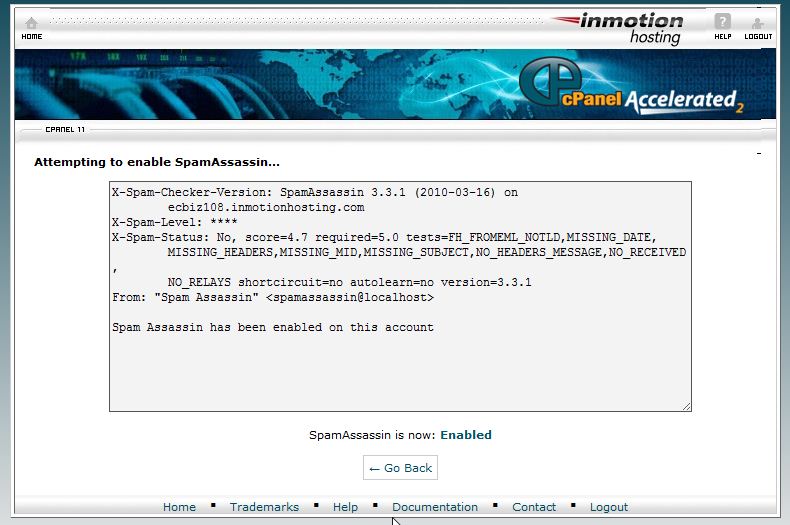 HOME
inmotion
hosting
HELP
LOGOUT
cPanel Accelerated2
CPANEL 11
Attempting to enable SpamAssassin...
X-Spam-Checker-Version: SpamAssassin 3.3.1 (2010-03-16) on
ecbiz108.inmotionhosting.com
X-Spam-Level: ****
X-Spam-Status: No, score=4.7 required=5.0 tests=FH_FROMEML_NOTLD,MISSING_DATE,
MISSING_HEADERS,MISSING_MID,MISSING_SUBJECT,NO_HEADERS_MESSAGE,NO_RECEIVED
,
NO_RELAYS shortcircuit=no autolearn=no version=3.3.1
From: "Spam Assassin" <spamassassin@localhost>
Spam Assassin has been enabled on this account
SpamAssassin is now: Enabled
← Go Back
Home ▪ Trademarks ▪ Help ▪ Documentation ▪ Contact ▪ Logout